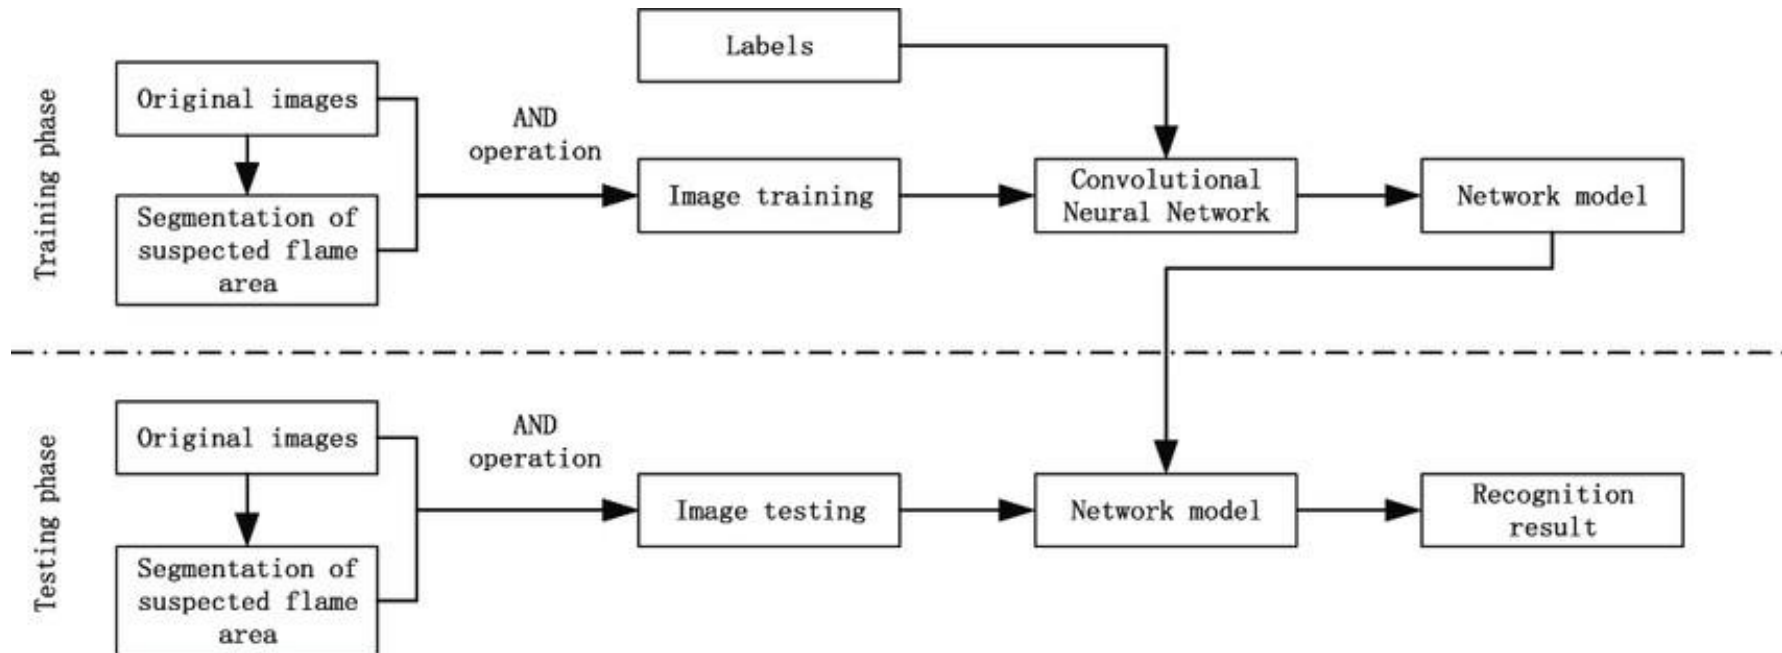 Training phase
Labels
Original images
AND
operation
Segmentation of
suspected flame
area
Image training
Convolutional
Neural Network
Network model
Testing phase
Original images
AND
operation
Segmentation of
suspected flame
area
Image testing
Network model
Recognition
result